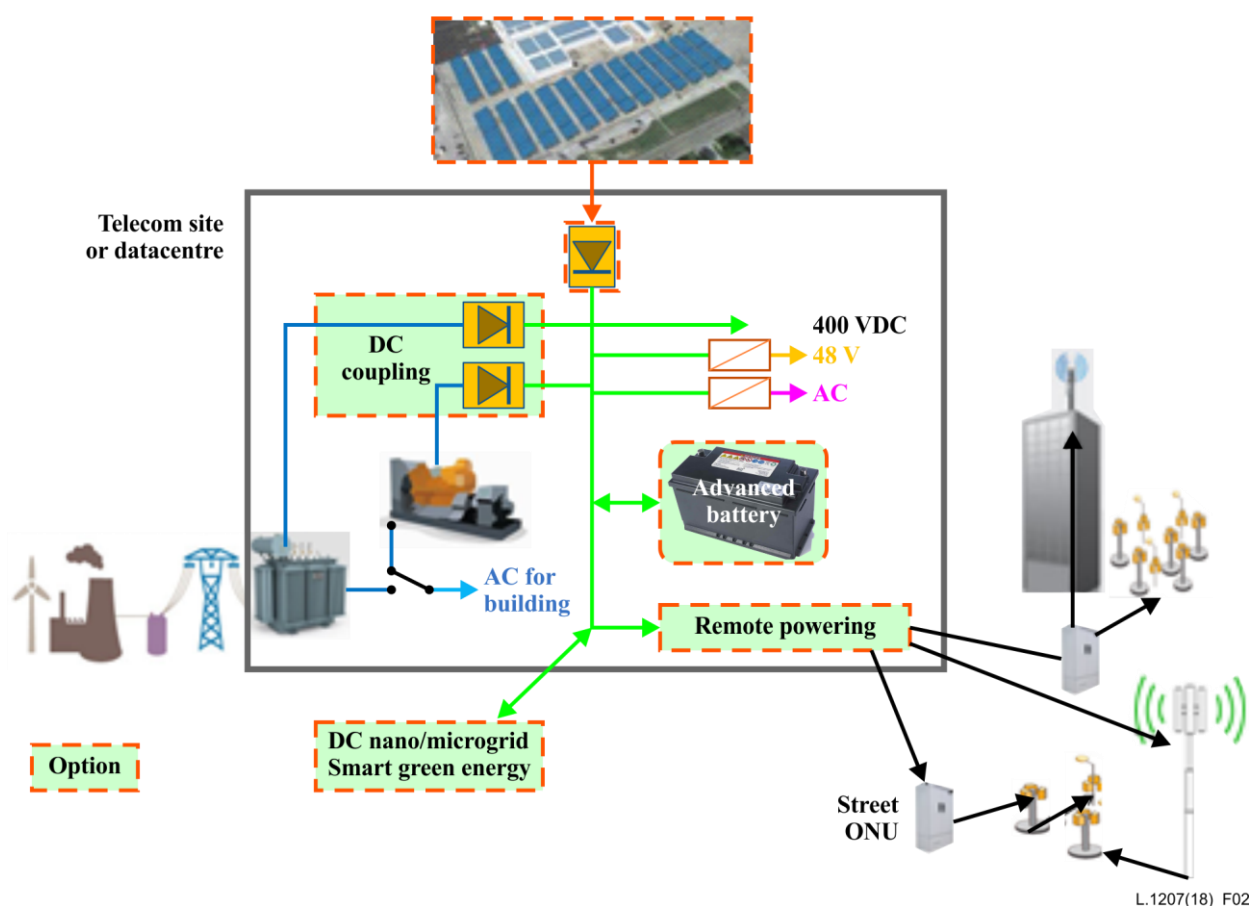 Telecom site
or datacentre
DC
coupling
400 VDC
48 V
AC
Advanced
battery
AC for
building
Remote powering
DC nano/microgrid
Smart green energy
Option
Street
ONU
L.1207(18)_F02